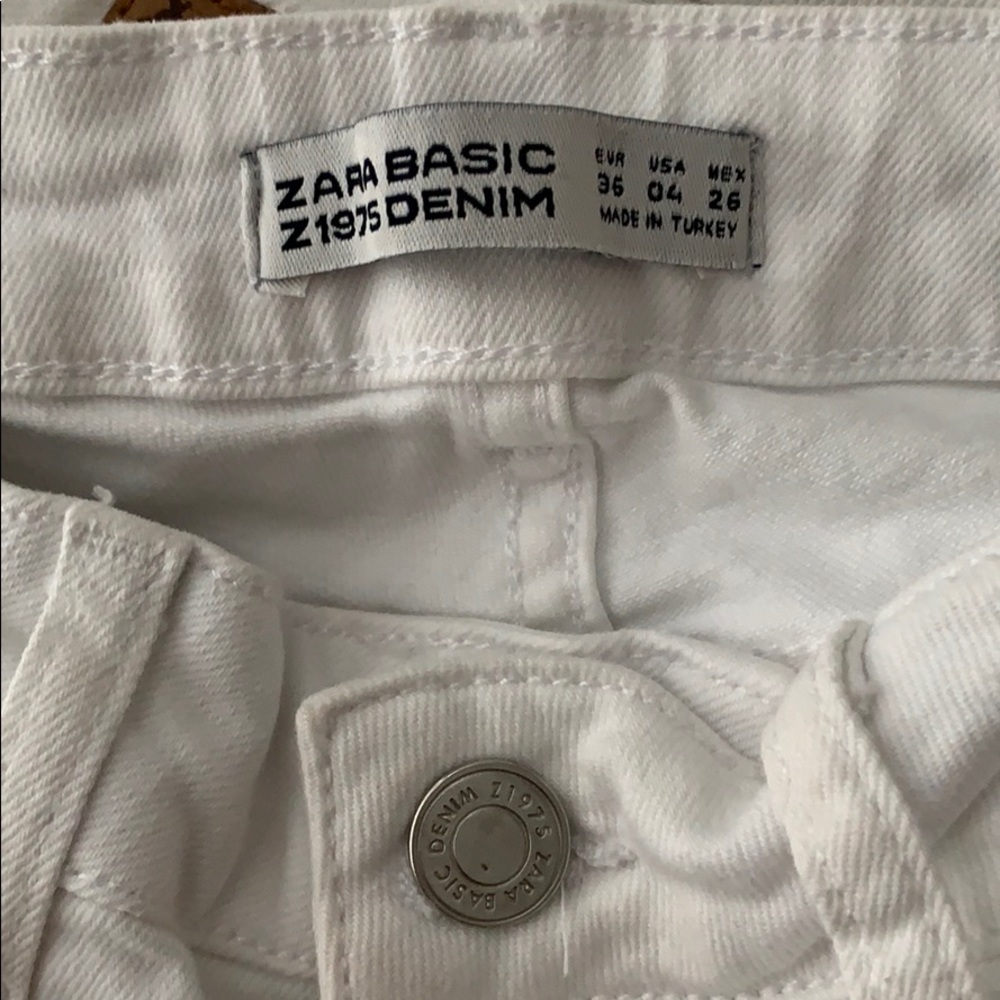 ZARA BASIC
Z1975 DENIM
EUR USA MEX
36 04 26
MADE IN TURKEY
DENIM Z1975 ZARA BASIC